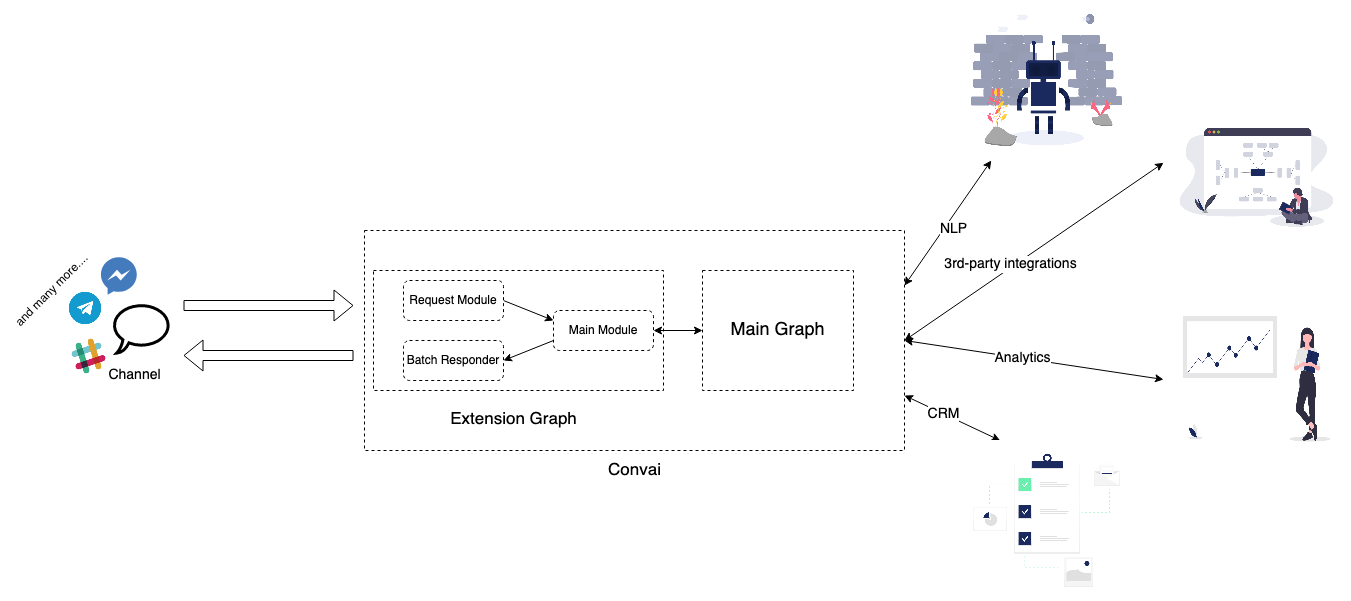 and many more....
Channel
Request Module
Batch Responder
Main Module
Extension Graph
Main Graph
Convai
NLP
3rd-party integrations
Analytics
CRM